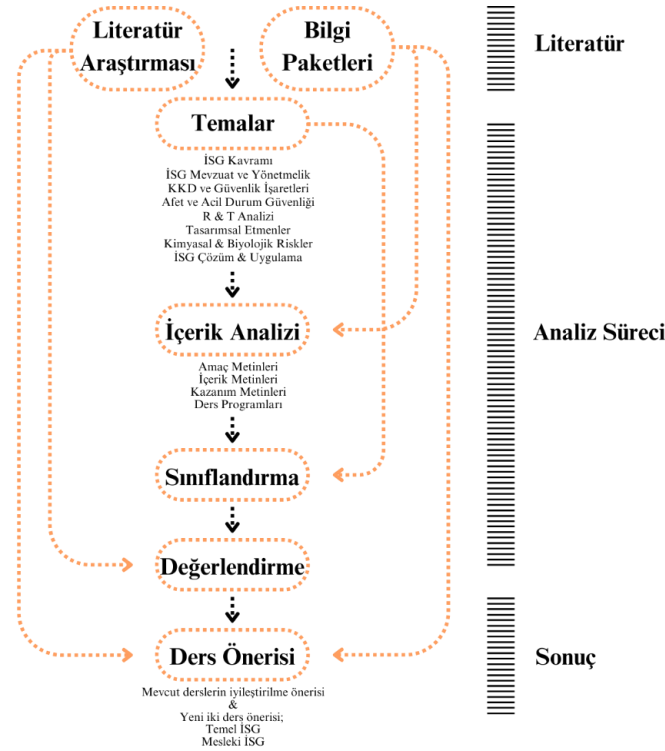 Literatür
Araştırması
Bilgi
Paketleri
Literatür
Temalar
İSG Kavramı
İSG Mevzuat ve Yönetmelik
KKD ve Güvenlik İşaretleri
Afet ve Acil Durum Güvenliği
R & T Analizi
Tasarımsal Etmenler
Kimyasal & Biyolojik Riskler
İSG Çözüm & Uygulama
İçerik Analizi
Analiz Süreci
Amaç Metinleri
İçerik Metinleri
Kazanım Metinleri
Ders Programları
Sınıflandırma
Değerlendirme
Ders Önerisi
Sonuç
Mevcut derslerin iyileştirilme önerisi
&
Yeni iki ders önerisi;
Temel İSG
Mesleki İSG